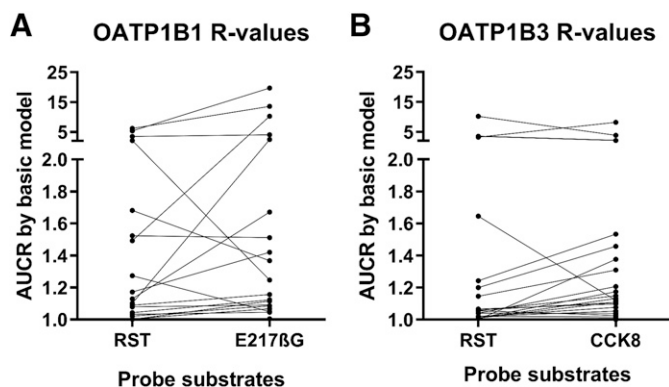 A
OATP1B1 R-values
AUCR by basic model
25
15
5
2.0
1.8
1.6
1.4
1.2
1.0
RST
E217ßG
Probe substrates
B
OATP1B3 R-values
AUCR by basic model
25
15
5
2.0
1.8
1.6
1.4
1.2
1.0
RST
CCK8
Probe substrates